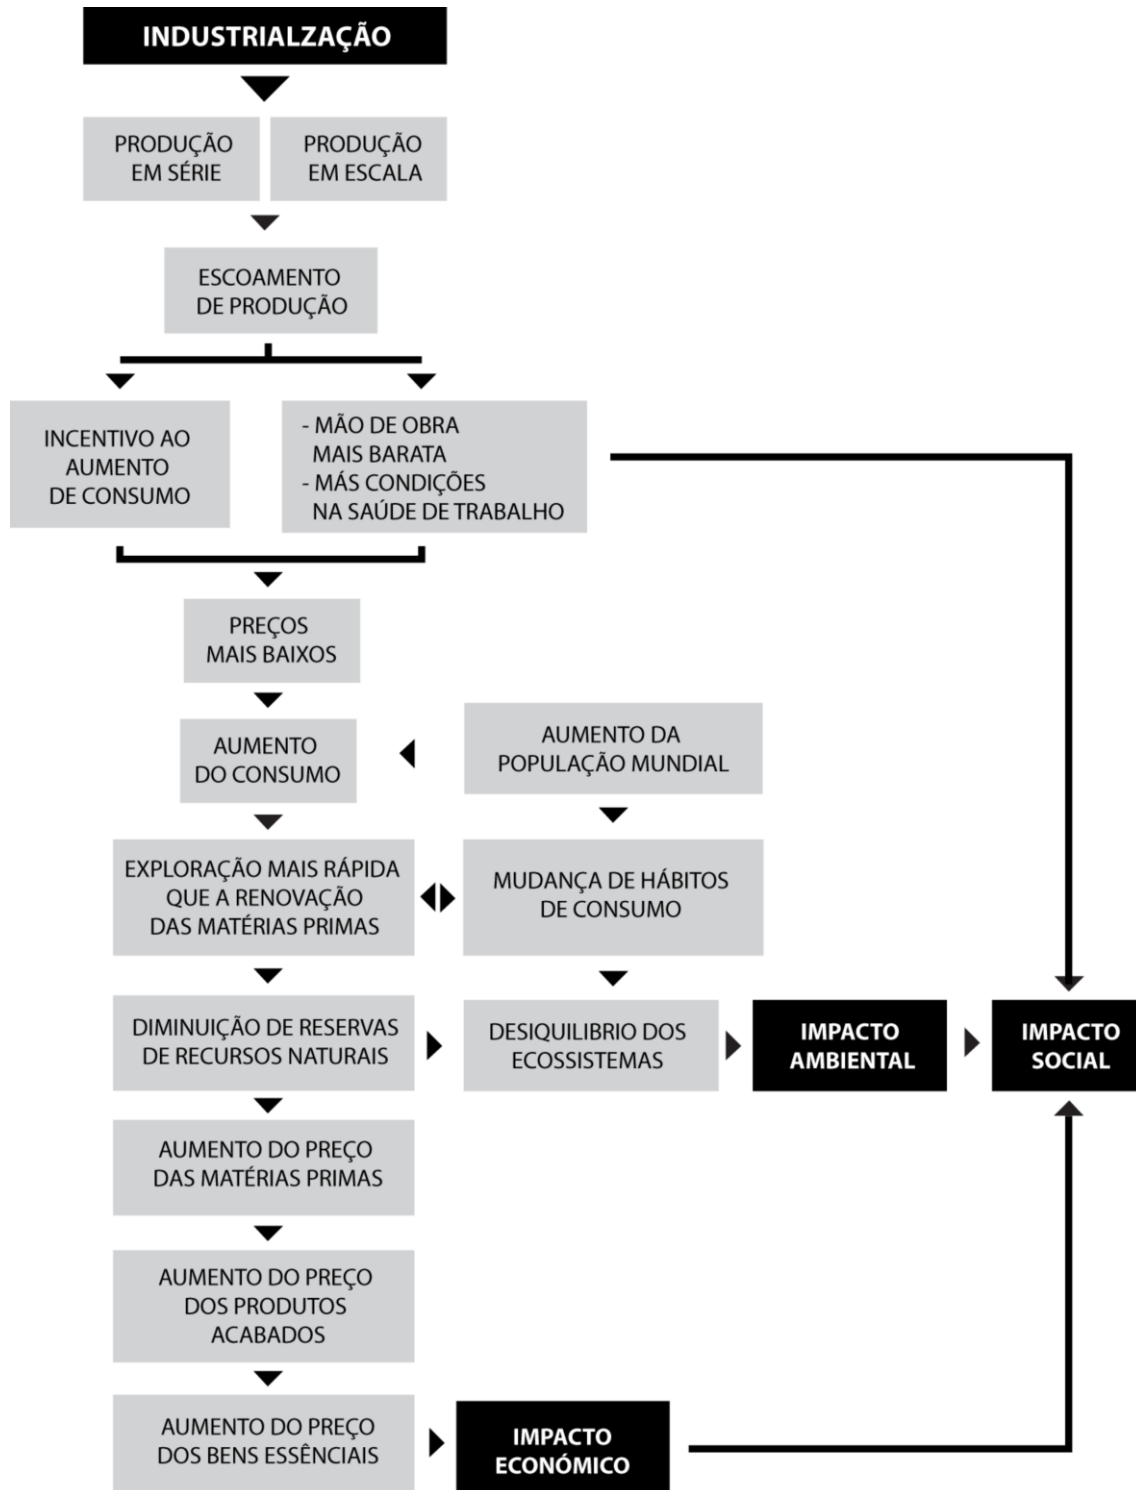 INDUSTRIALZAÇÃO
PRODUÇÃO
EM SÉRIE
PRODUÇÃO
EM ESCALA
ESCOAMENTO
DE PRODUÇÃO
INCENTIVO AO
AUMENTO
DE CONSUMO
- MÃO DE OBRA
MAIS BARATA
- MÁS CONDIÇÕES
NA SAÚDE DE TRABALHO
PREÇOS
MAIS BAIXOS
AUMENTO
DO CONSUMO
AUMENTO DA
POPULAÇÃO MUNDIAL
EXPLORAÇÃO MAIS RÁPIDA
QUE A RENOVAÇÃO
DAS MATÉRIAS PRIMAS
MUDANÇA DE HÁBITOS
DE CONSUMO
DIMINUIÇÃO DE RESERVAS
DE RECURSOS NATURAIS
DESIQUILIBRIO DOS
ECOSSISTEMAS
IMPACTO
AMBIENTAL
IMPACTO
SOCIAL
AUMENTO DO PREÇO
DAS MATÉRIAS PRIMAS
AUMENTO DO PREÇO
DOS PRODUTOS
ACABADOS
AUMENTO DO PREÇO
DOS BENS ESSÊNCIAIS
IMPACTO
ECONÓMICO